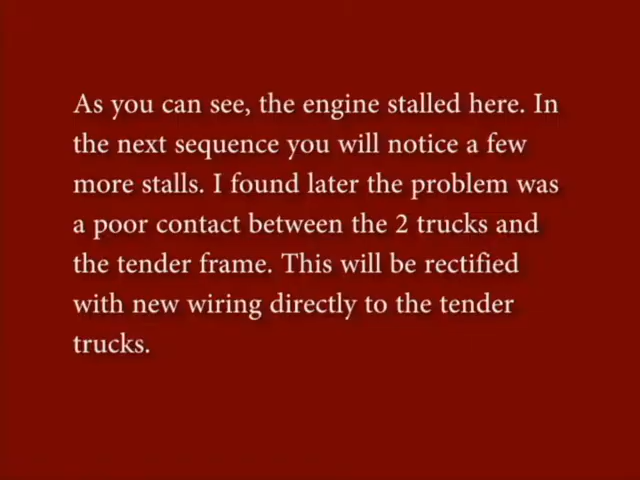 As you can see, the engine stalled here. In
the next sequence you will notice a few
more stalls. I found later the problem was
a poor contact between the 2 trucks and
the tender frame. This will be rectified
with new wiring directly to the tender
trucks.